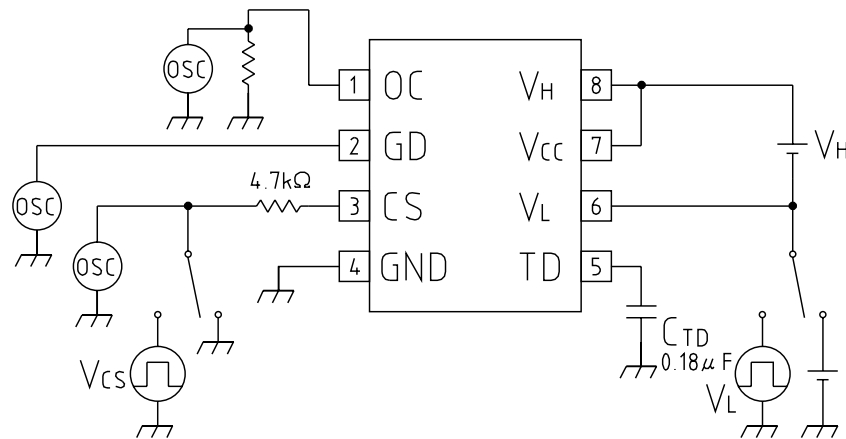 OSC
1 OC VH 8
2 GD VCC 7
VH
4.7kΩ
OSC
3 CS VL 6
OSC
4 GND TD 5
CTD
0.18μF
VCS
VL